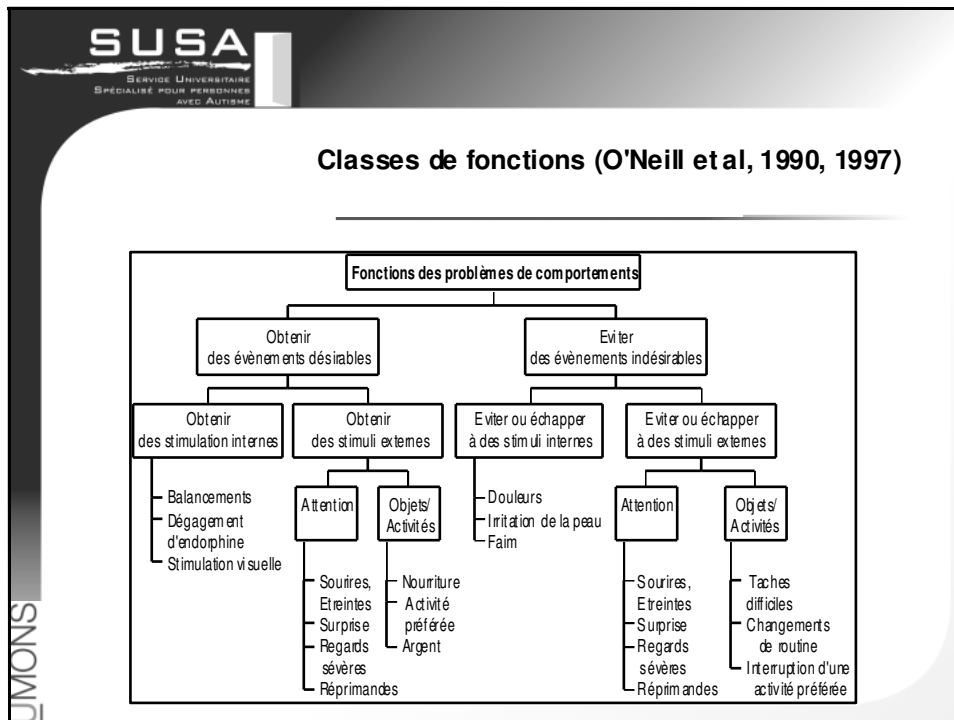 SUSA
SERVICE UNIVERSITAIRE
SPÉCIALISÉ POUR PERSONNES
AVEC AUTISME
Classes de fonctions (O'Neill et al, 1990, 1997)
Fonctions des problèmes de comportements
Obtenir
des évènements désirables
Eviter
des évènements indésirables
Obtenir
des stimulation internes
Obtenir
des stimuli externes
Eviter ou échapper
à des stimuli internes
Eviter ou échapper
à des stimuli externes
Balancements
Dégagement
d'endorphine
Stimulation visuelle
Attention
Objets/
Activités
Sourires,
Etreintes
Surprise
Regards
sévères
Réprimandes
Nourriture
Activité
préférée
Argent
Douleurs
Irritation de la peau
Faim
Attention
Objets/
Activités
Sourires,
Etreintes
Surprise
Regards
sévères
Réprimandes
Taches
difficiles
Changements
de routine
Interruption d'une
activité préférée
UMONS